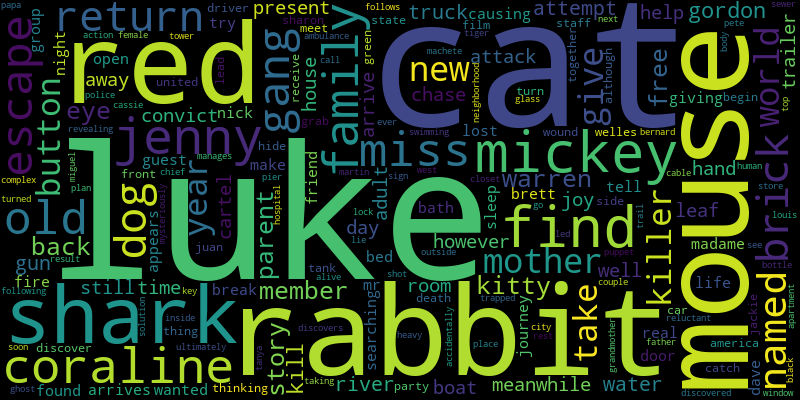 papa
driver
sharon
present
state
follows
truck
causing
attempt
film
help
next
sewer
group
return
try
meet
gordon
top
red
cat
action
female
tower
ambulance
staff
night
green
call
pete
gang
family
give
together
tiger
although
free
attack
giving
begin
trailer
world
open
united
lead
receive
house
arrive
new
machete
chase
neighborhood
turn
glass
police
away
eye
nick
grab
escape
button
cassie
convict
revealing
jenny
ever
swimming
wound
welles
bernard
lost
miss
mickey
cable
human
hand
store
mouse
brick
complex
miguel
chief
hide
manages
pier
closet
west
guest
make
hospital
martin
sign
adult
warren
tell
trail
killer
turned
plan
front
year
cartel
friend
parent
day
lock
brett
joy
side
leaf
louis
dog
mysteriously
luke
bath
sleep
go
find
old
appears
juan
lie
however
led
madame
see
back
gun
result
bed
outside
mother
puppet
well
car
fire
still
time
tank
alive
shot
room
kitty
couple
life
bottle
following
key
break
member
mr
death
trapped
real
father
america
apartment
shark
solution
thing
searching
accidentally
journey
city
rest
take
door
reluctant
catch
jackie
named
soon
discover
inside
discovers
story
kill
rabbit
heavy
place
grandmother
dave
black
coraline
ultimately
tanya
taking
river
boat
meanwhile
water
discovered
window
ghost
found
arrives
wanted
thinking
party
body